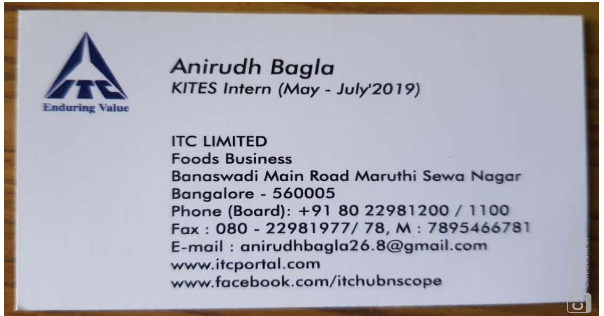 ITC
Enduring Value
Anirudh Bagla
KITES Intern (May - July'2019)
ITC LIMITED
Foods Business
Banaswadi Main Road Maruthi Sewa Nagar
Bangalore - 560005
Phone (Board): +91 80 22981200 / 1100
Fax : 080 - 22981977/ 78, M : 7895466781
E-mail : anirudhbagla26.8@gmail.com
www.itcportal.com
www.facebook.com/itchubnscope